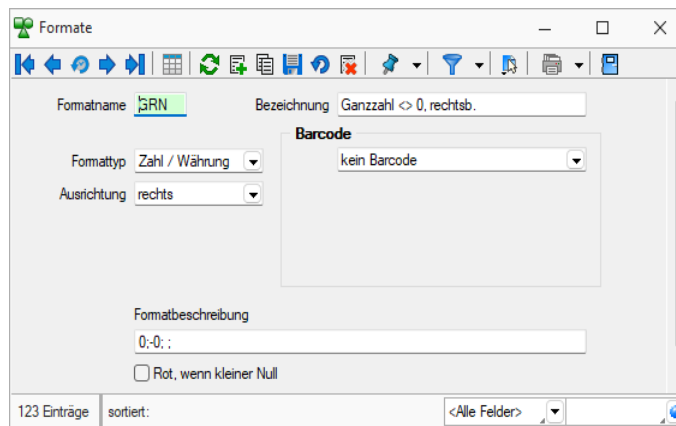 Formate
Formatname GRN Bezeichnung Ganzzahl <> 0, rechtsb.
Barcode
Formattyp Zahl / Währung kein Barcode
Ausrichtung rechts
Formatbeschreibung
0;-0; ;
Rot, wenn kleiner Null
123 Einträge sortiert: <Alle Felder>